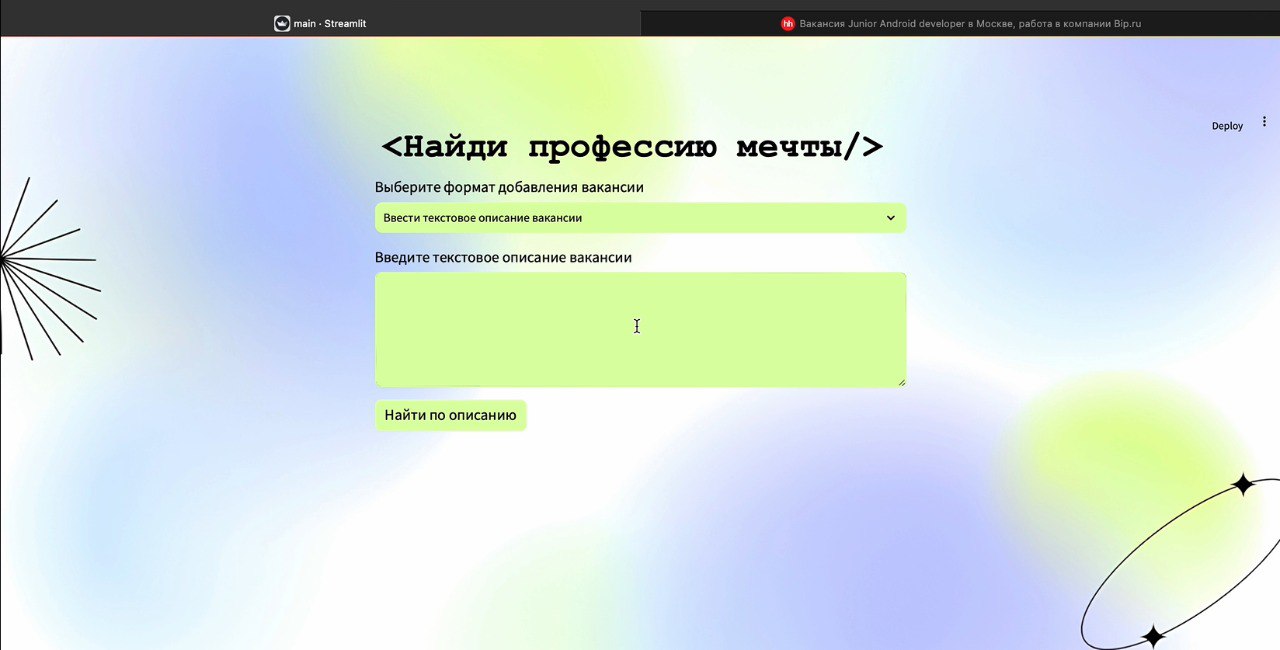 main · Streamlit
hh Вакансия Junior Android developer в Москве, работа в компании Bip.ru
Deploy
<Найди профессию мечты/>
Выберите формат добавления вакансии
Ввести текстовое описание вакансии
Введите текстовое описание вакансии
Найти по описанию